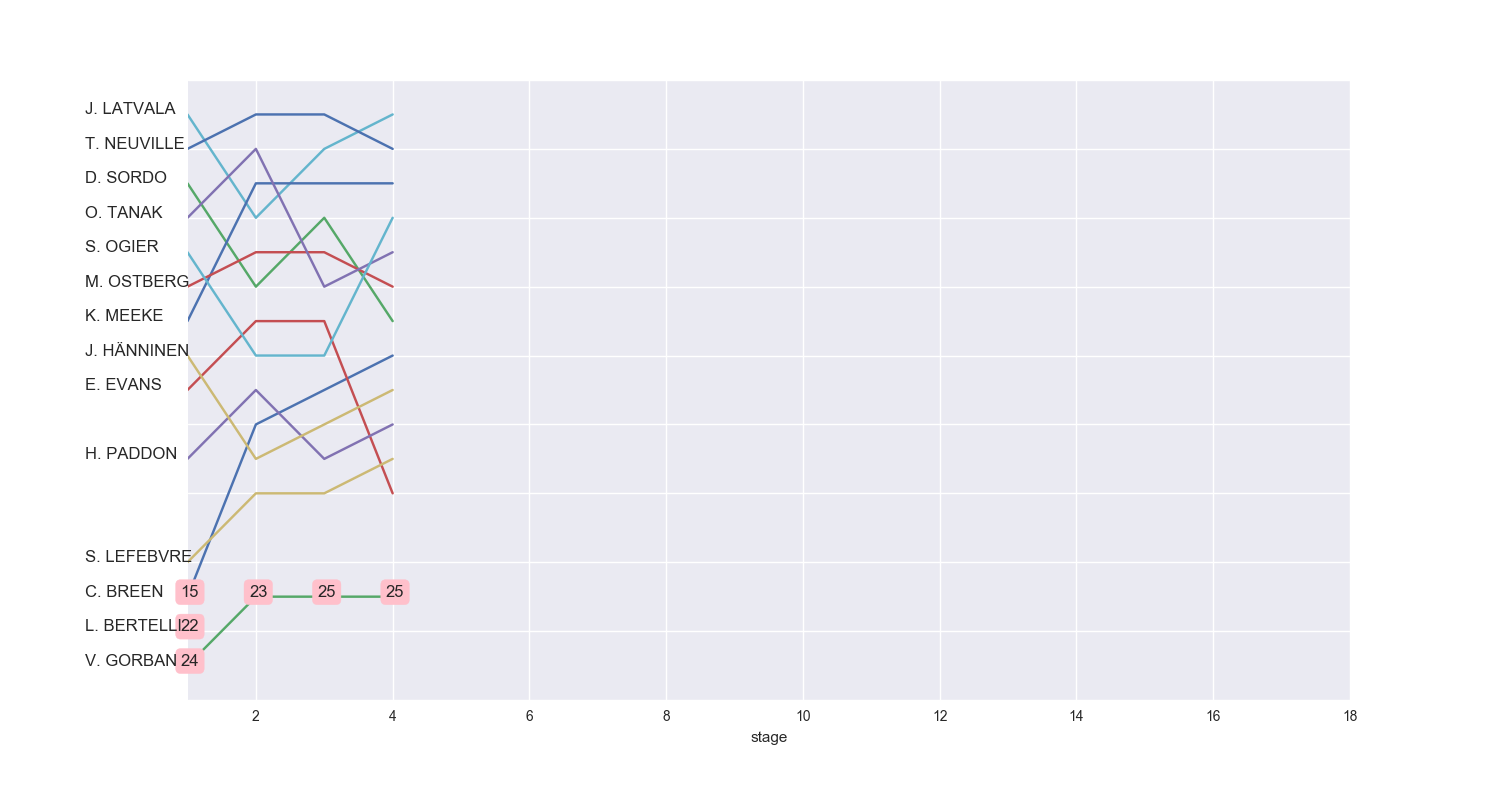 J. LATVALA
T. NEUVILLE
D. SORDO
O. TANAK
S. OGIER
M. OSTBERG
K. MEEKE
J. HÄNNINEN
E. EVANS
H. PADDON
S. LEFEBVRE
C. BREEN 15 23 25 25
L. BERTELLI 22
V. GORBAN 24
2 4 6 8 10 12 14 16 18
stage